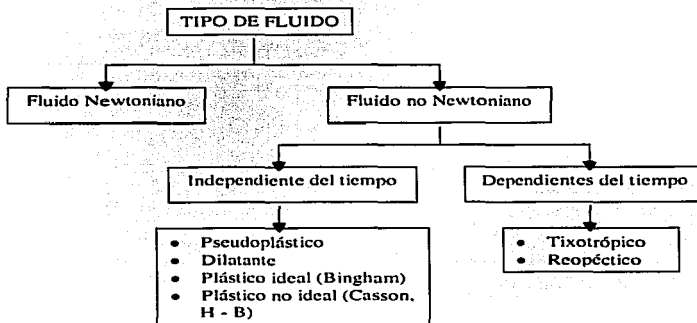 TIPO DE FLUIDO
Fluido Newtoniano
Fluido no Newtoniano
Independiente del tiempo
Dependientes del tiempo
• Pseudoplástico
• Dilatante
• Plástico ideal (Bingham)
• Plástico no ideal (Casson,
H - B)
• Tixotrópico
• Reopéctico